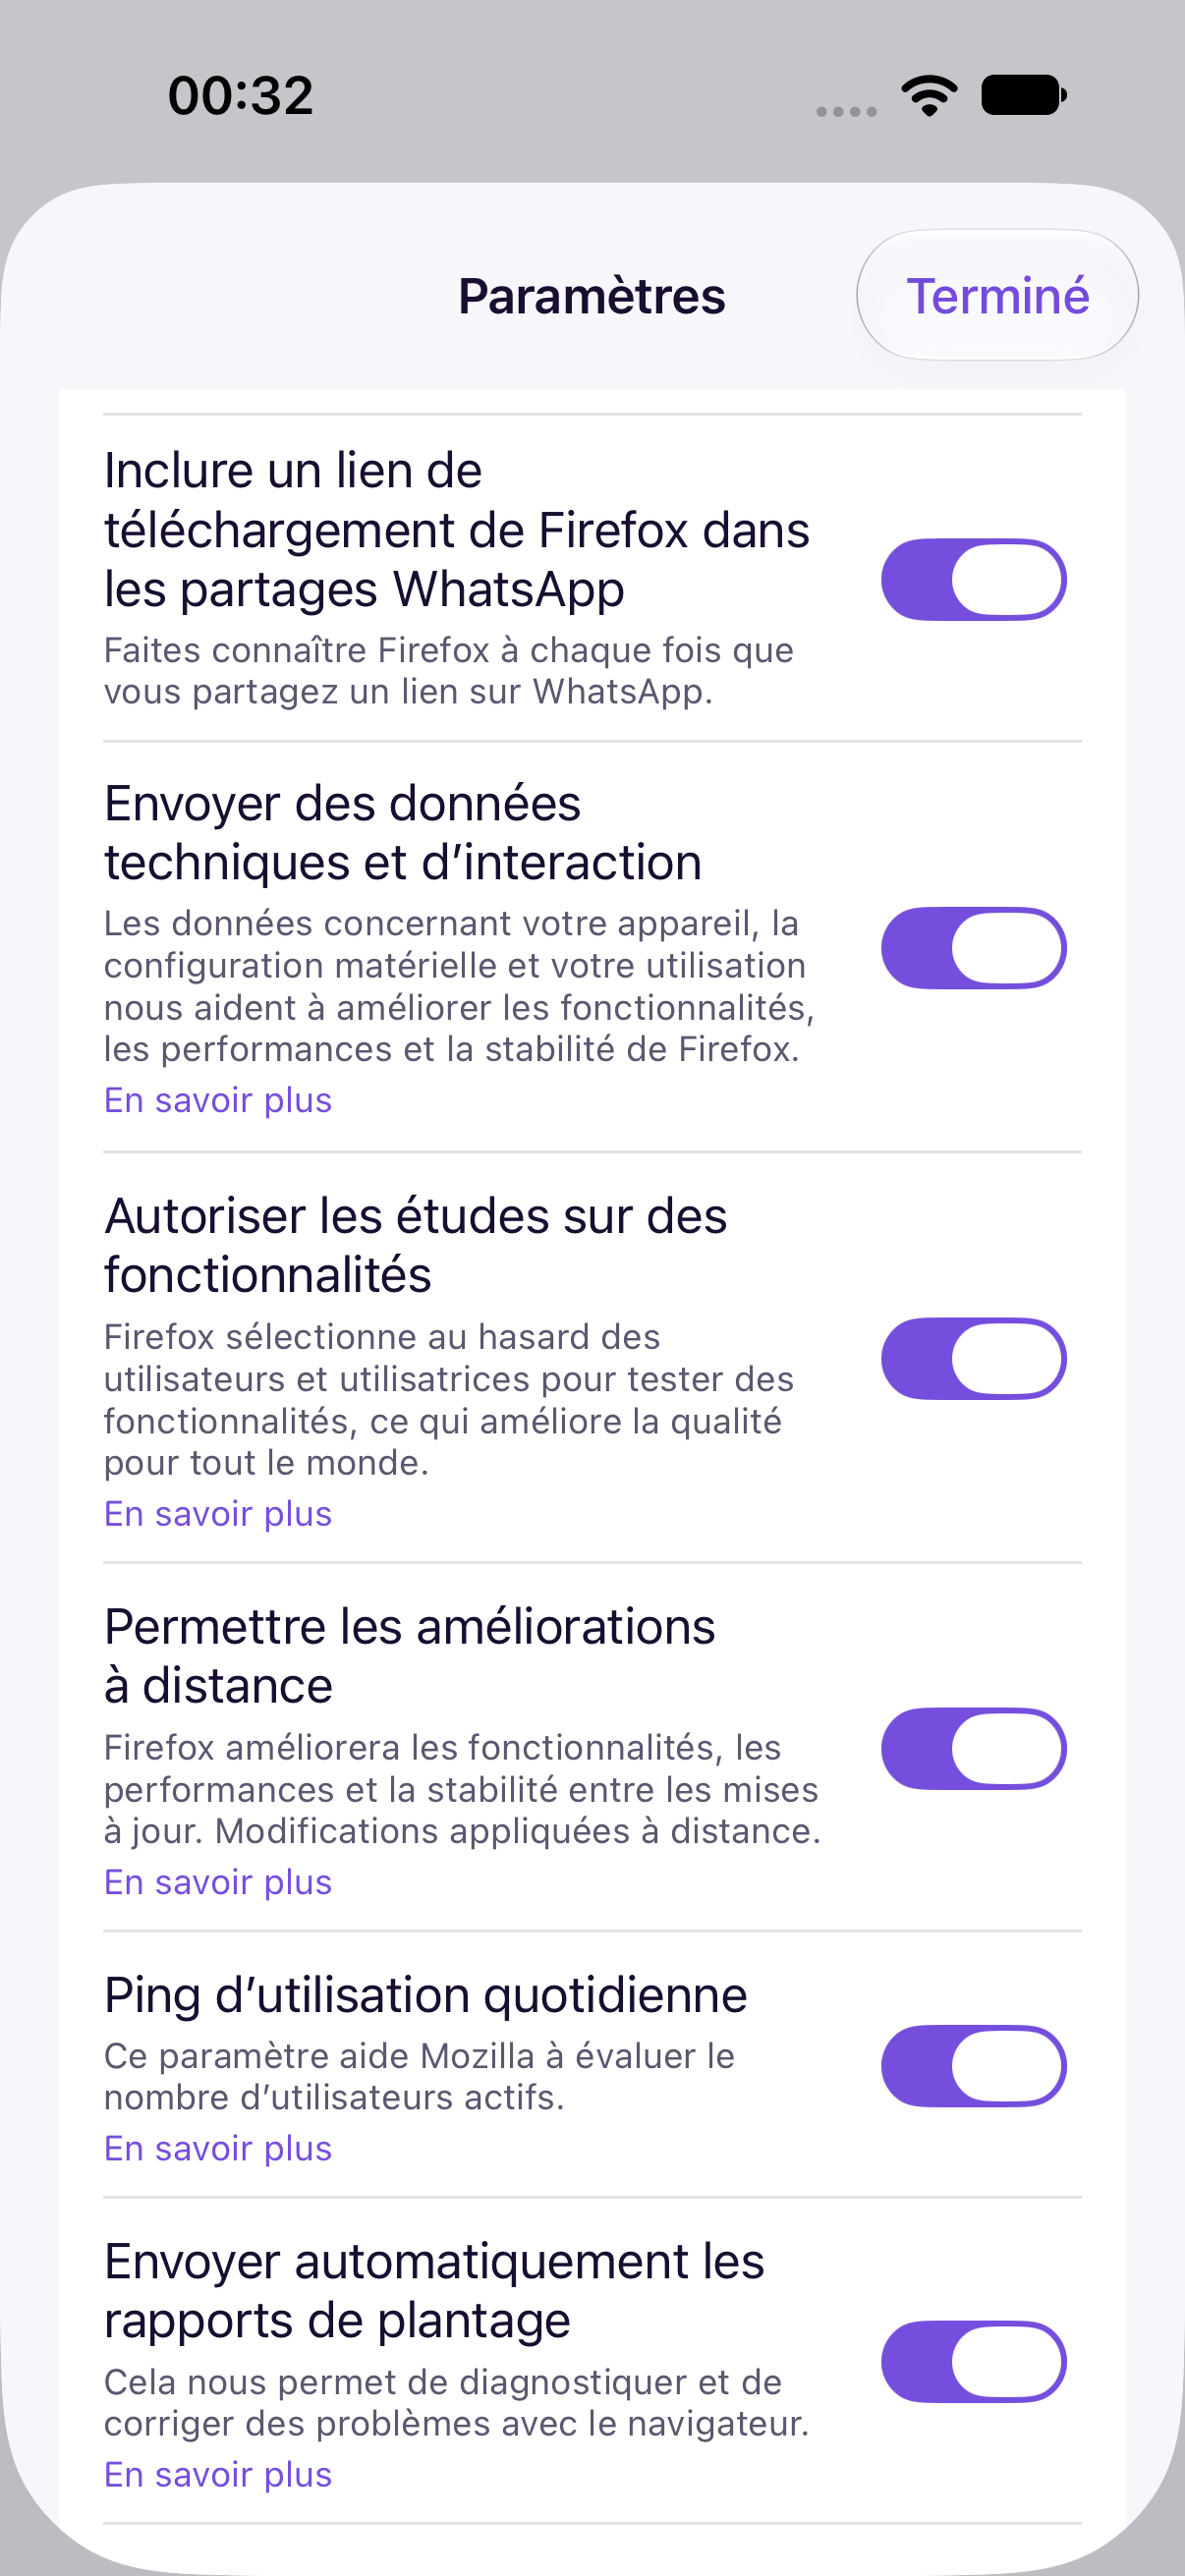 00:32
Paramètres
Terminé
Inclure un lien de
téléchargement de Firefox dans
les partages WhatsApp
Faites connaître Firefox à chaque fois que
vous partagez un lien sur WhatsApp.
Envoyer des données
techniques et d’interaction
Les données concernant votre appareil, la
configuration matérielle et votre utilisation
nous aident à améliorer les fonctionnalités,
les performances et la stabilité de Firefox.
En savoir plus
Autoriser les études sur des
fonctionnalités
Firefox sélectionne au hasard des
utilisateurs et utilisatrices pour tester des
fonctionnalités, ce qui améliore la qualité
pour tout le monde.
En savoir plus
Permettre les améliorations
à distance
Firefox améliorera les fonctionnalités, les
performances et la stabilité entre les mises
à jour. Modifications appliquées à distance.
En savoir plus
Ping d’utilisation quotidienne
Ce paramètre aide Mozilla à évaluer le
nombre d’utilisateurs actifs.
En savoir plus
Envoyer automatiquement les
rapports de plantage
Cela nous permet de diagnostiquer et de
corriger des problèmes avec le navigateur.
En savoir plus